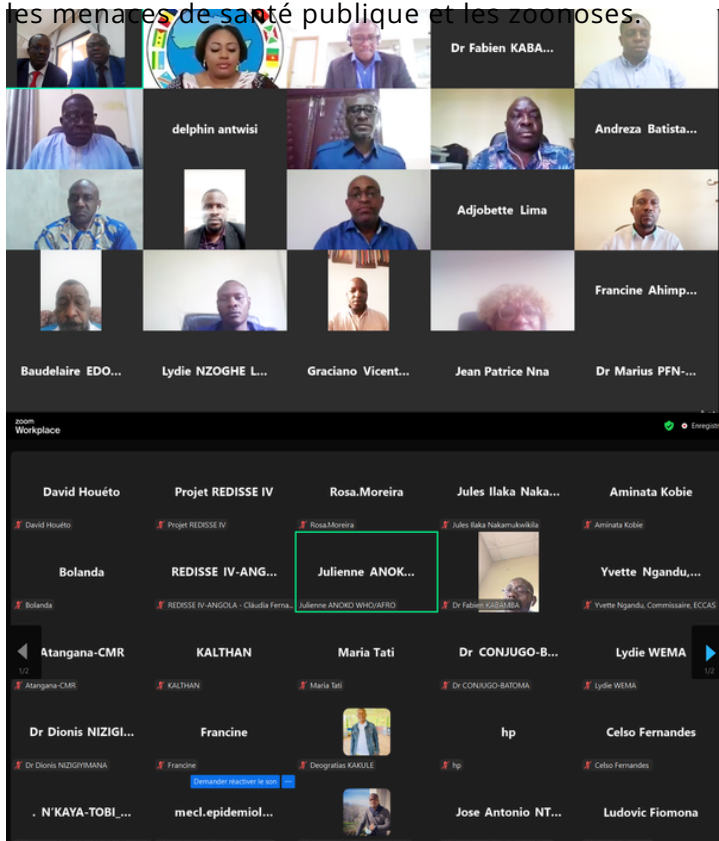 les menaces de santé publique et les zoonoses.
Dr Fabien KABA...
delphin antwisi
Andreza Batista...
Adjobette Lima
Francine Ahimp...
Baudelaire EDO...
Lydie NZOGHE L...
Graciano Vicent...
Jean Patrice Nna
Dr Marius PFN-...
zoom
Workplace
Enregistr
David Houéto
Projet REDISSE IV
Rosa.Moreira
Jules Ilaka Naka...
Aminata Kobie
David Houéto
Projet REDISSE IV
Rosa.Moreira
Jules Ilaka Nakamukwikila
Aminata Kobie
Bolanda
REDISSE IV-ANG...
Julienne ANOK...
Yvette Ngandu,...
Bolanda
REDISSE IV-ANGOLA - Cláudia Ferna...
Julienne ANOKO WHO/AFRO
Dr Fabien KABAMBA
Yvette Ngandu, Commissaire, ECCAS
Atangana-CMR
KALTHAN
Maria Tati
Dr CONJUGO-B...
Lydie WEMA
1/2
1/2
Atangana-CMR
KALTHAN
Maria Tati
Dr CONJUGO-BATOMA
Lydie WEMA
Dr Dionis NIZIGI...
Francine
hp
Celso Fernandes
Dr Dionis NIZIGIYIMANA
Francine
Deogratias KAKULE
hp
Celso Fernandes
Demander réactiver le son
. N'KAYA-TOBI_...
mecl.epidemiol...
Jose Antonio NT...
Ludovic Fiomona